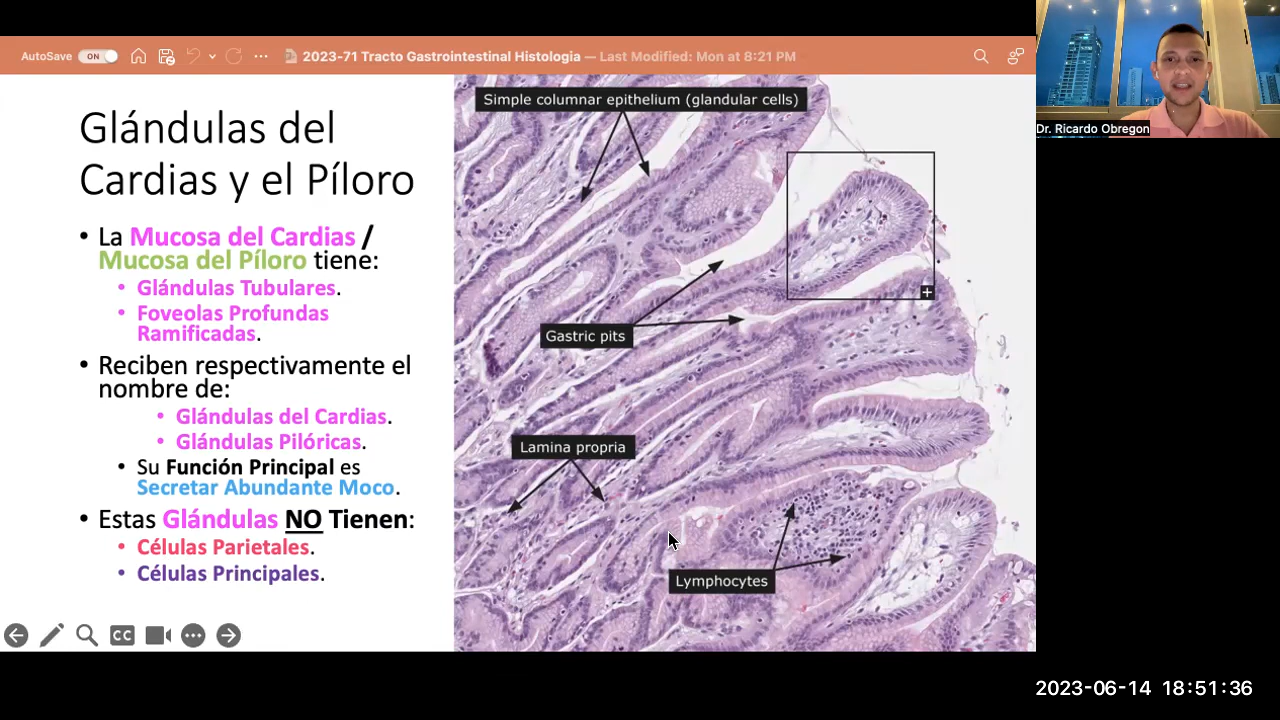 AutoSave ON 2023-71 Tracto Gastrointestinal Histologia — Last Modified: Mon at 8:21 PM
Glándulas del
Cardias y el Píloro
• La Mucosa del Cardias /
Mucosa del Píloro tiene:
• Glándulas Tubulares.
• Foveolas Profundas
Ramificadas.
• Reciben respectivamente el
nombre de:
• Glándulas del Cardias.
• Glándulas Pilóricas.
• Su Función Principal es
Secretar Abundante Moco.
• Estas Glándulas NO Tienen:
• Células Parietales.
• Células Principales.
CC
Simple columnar epithelium (glandular cells)
Gastric pits
Lamina propria
Lymphocytes
Dr. Ricardo Obregon
2023-06-14 18:51:36